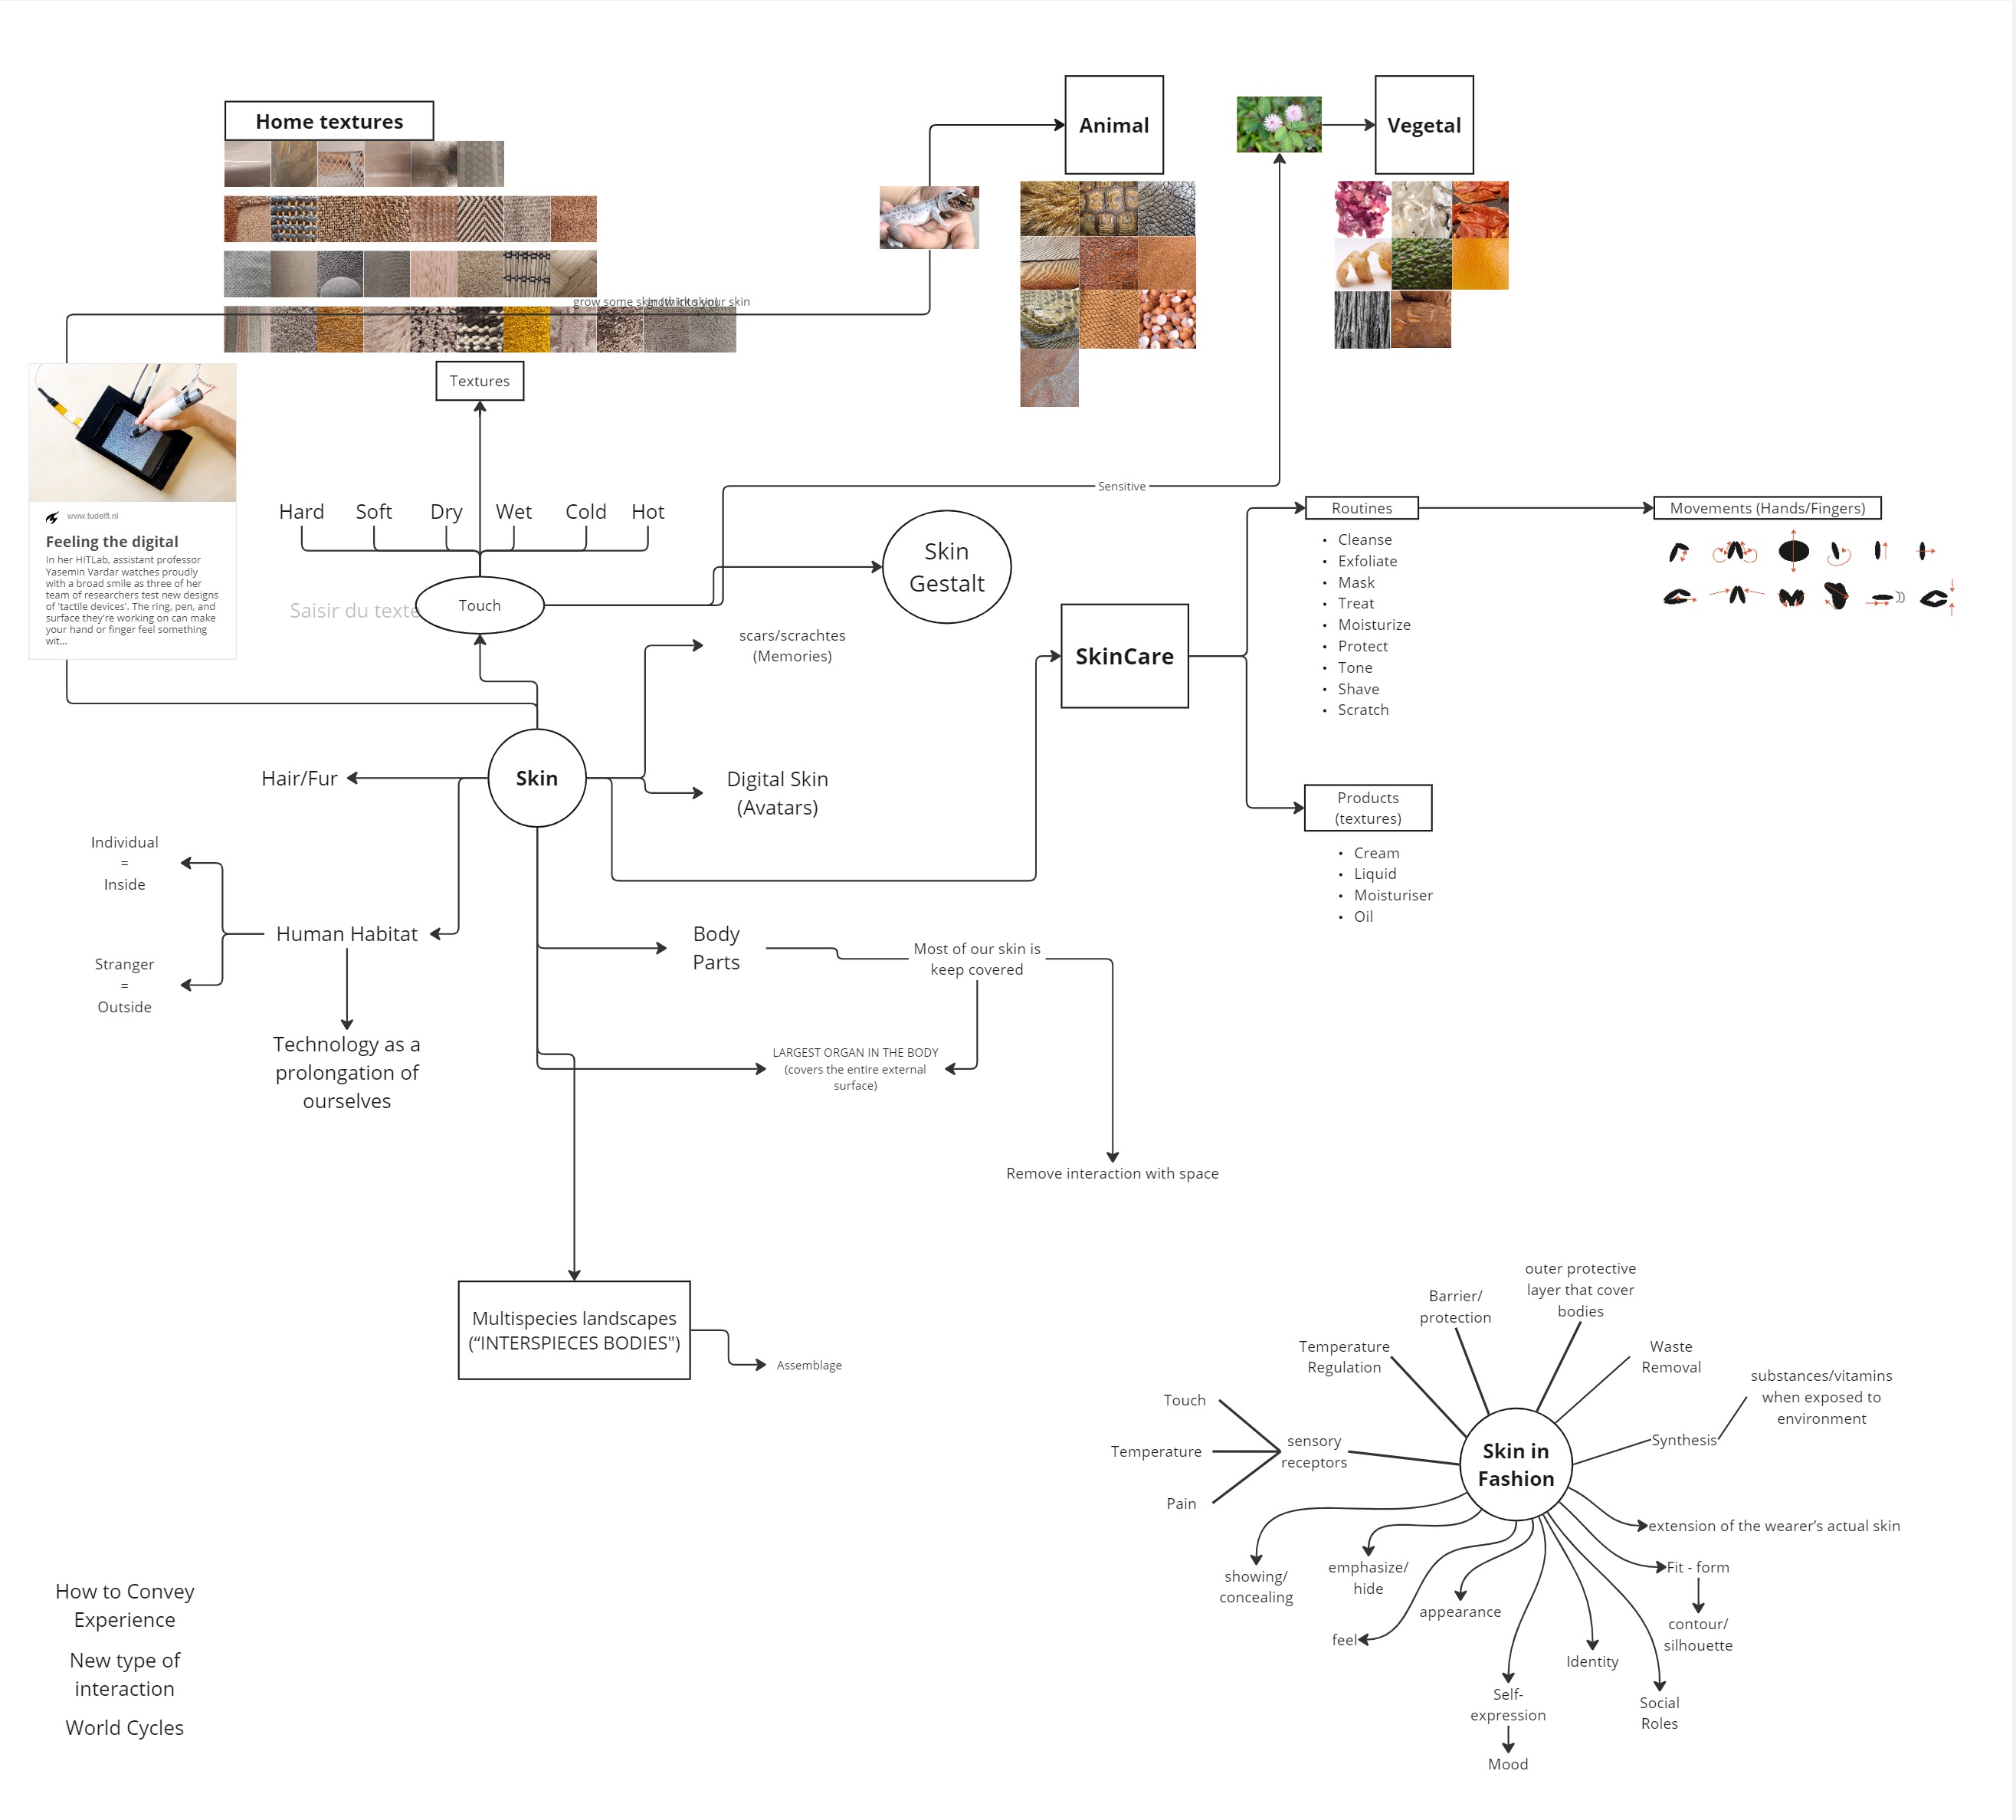 Home textures
Animal
Vegetal
grow some skin
your skin
Textures
www.tudelft.nl
Feeling the digital
In her HITLab, assistant professor
Yasemin Vardar watches proudly
with a broad smile as three of her
team of researchers test new designs
of 'tactile devices'. The ring, pen, and
surface they're working on can make
your hand or finger feel something
wit...
Hard
Soft
Dry
Wet
Cold
Hot
Sensitive
Saisir du texte
Touch
Skin
Gestalt
scars/scrachtes
(Memories)
SkinCare
Routines
• Cleanse
• Exfoliate
• Mask
• Treat
• Moisturize
• Protect
• Tone
• Shave
• Scratch
Movements (Hands/Fingers)
Products
(textures)
• Cream
• Liquid
• Moisturiser
• Oil
Skin
Hair/Fur
Digital Skin
(Avatars)
Individual
=
Inside
Stranger
=
Outside
Human Habitat
Technology as a
prolongation of
ourselves
Body
Parts
Most of our skin is
keep covered
LARGEST ORGAN IN THE BODY
(covers the entire external
surface)
Remove interaction with space
Multispecies landscapes
(“INTERSPIECES BODIES")
Assemblage
Skin in
Fashion
outer protective
layer that cover
bodies
Barrier/
protection
Temperature
Regulation
Waste
Removal
substances/vitamins
when exposed to
environment
Synthesis
sensory
receptors
Touch
Temperature
Pain
showing/
concealing
emphasize/
hide
feel
appearance
Self-
expression
Mood
Identity
Social
Roles
extension of the wearer’s actual skin
Fit - form
contour/
silhouette
How to Convey
Experience
New type of
interaction
World Cycles